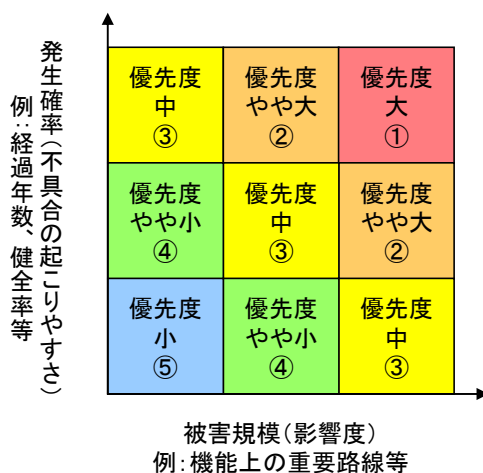 発生確率(不具合の起こりやすさ)
例:経過年数、健全率等
優先度
中
③
優先度
やや大
②
優先度
大
①
優先度
やや小
④
優先度
中
③
優先度
やや大
②
優先度
小
⑤
優先度
やや小
④
優先度
中
③
被害規模(影響度)
例:機能上の重要路線等